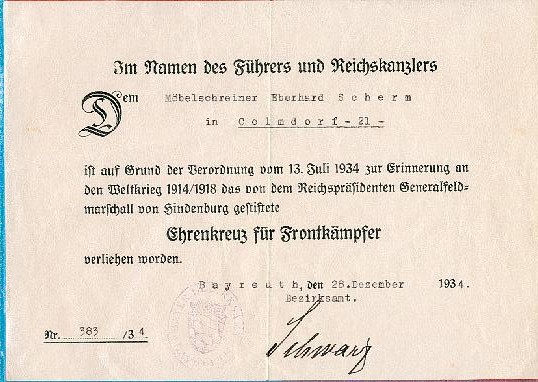 Im Namen des Führers und Reichskanzlers
Dem Möbelschreiner Eberhard Scherm
in Colmdorf - 21 -
ist auf Grund der Verordnung vom 13. Juli 1934 zur Erinnerung an
den Weltkrieg 1914/1918 das von dem Reichspräsidenten Generalfeld-
marschall von Hindenburg gestiftete
Ehrenkreuz für Frontkämpfer
verliehen worden.
Bayreuth, den 28.Dezember 1934.
Bezirksamt.
Nr. 383 /34
Schwarz